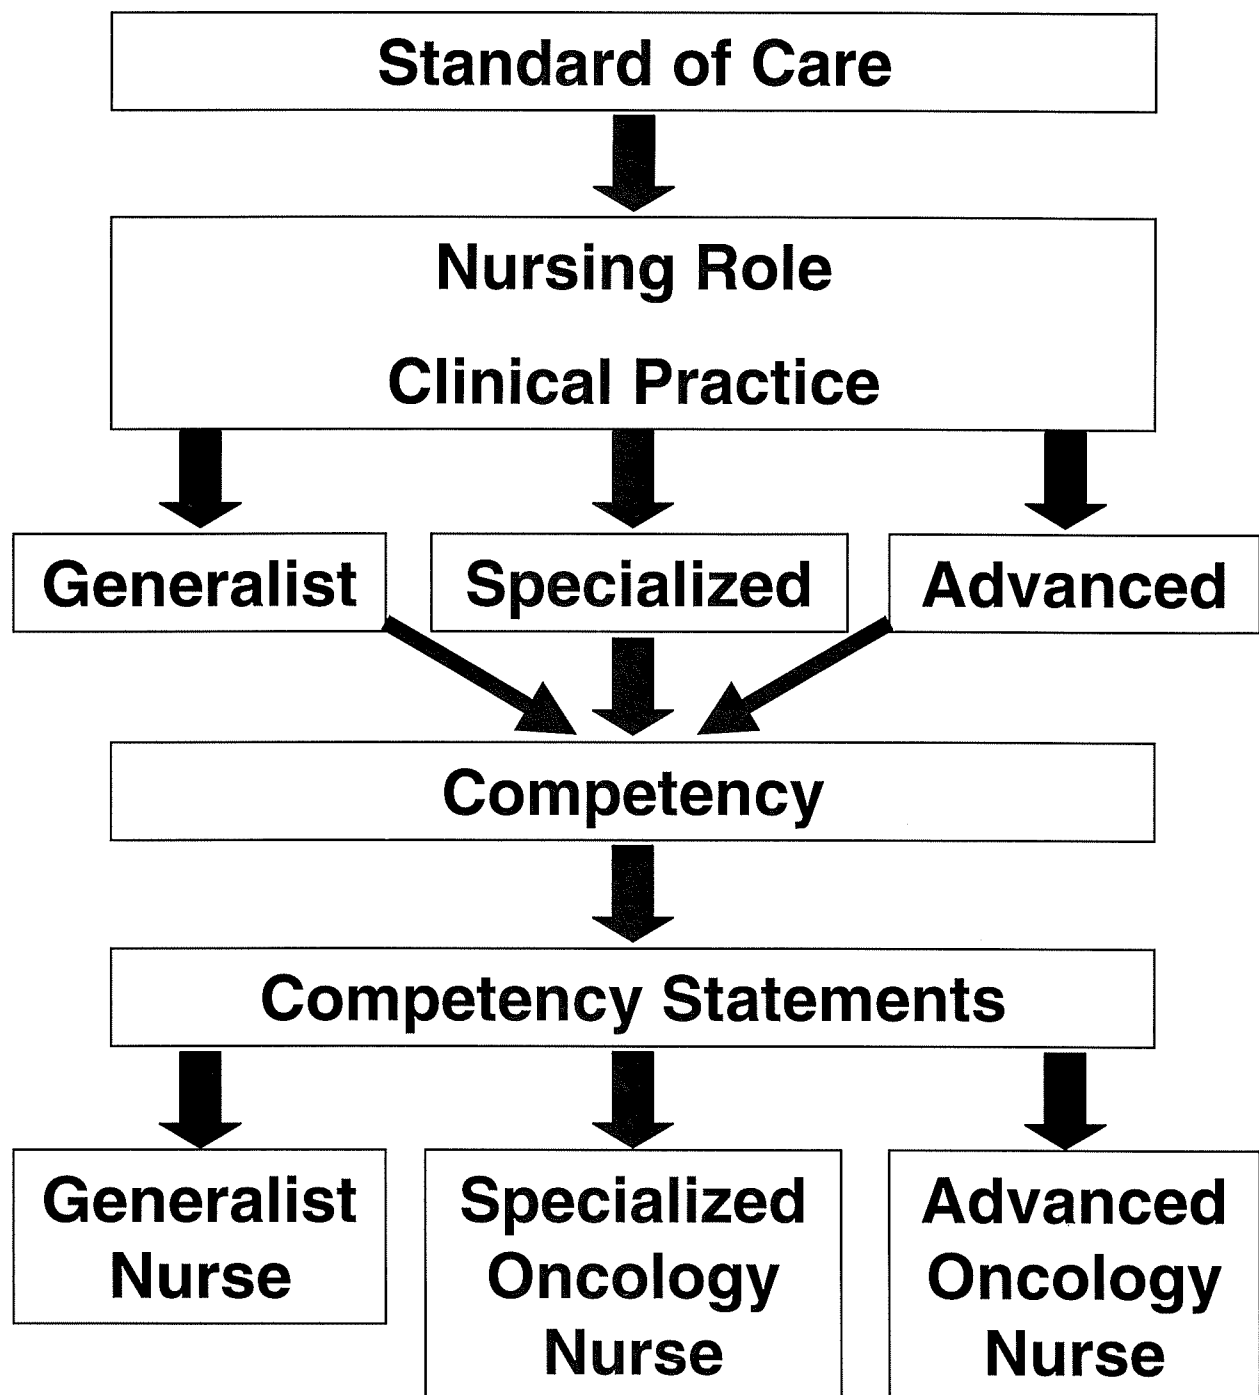 Standard of Care
Nursing Role
Clinical Practice
Generalist
Specialized
Advanced
Competency
Competency Statements
Generalist
Nurse
Specialized
Oncology
Nurse
Advanced
Oncology
Nurse